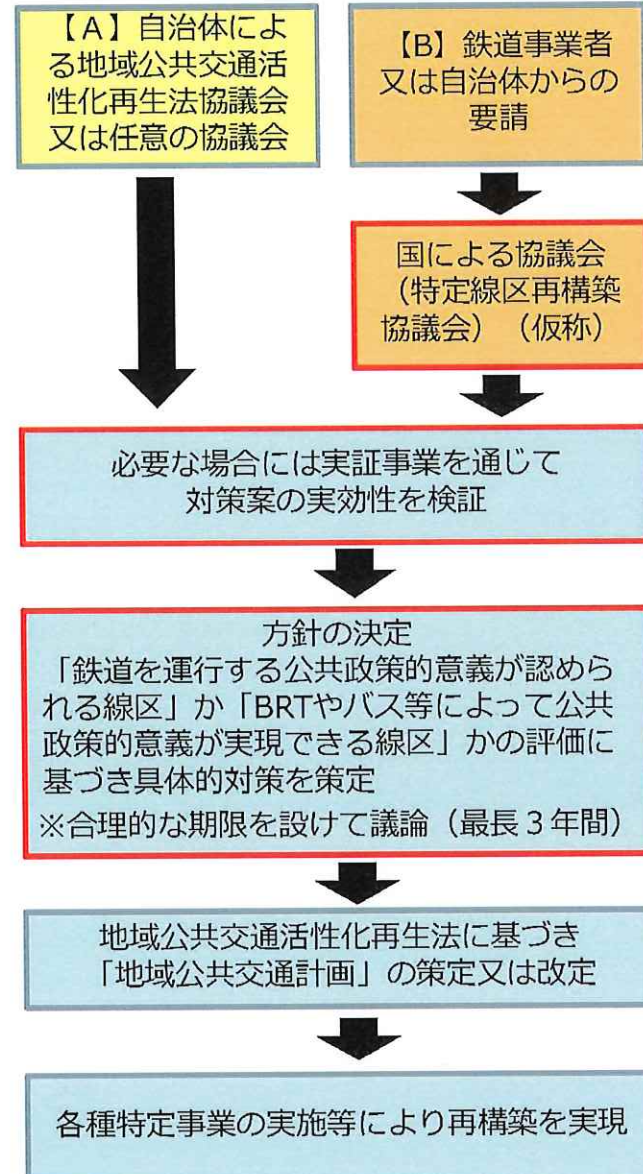 【A】自治体によ
る地域公共交通活
性化再生法協議会
又は任意の協議会
【B】鉄道事業者
又は自治体からの
要請
国による協議会
（特定線区再構築
協議会）（仮称）
必要な場合には実証事業を通じて
対策案の実効性を検証
方針の決定
「鉄道を運行する公共政策的意義が認めら
れる線区」か「BRTやバス等によって公共
政策的意義が実現できる線区」かの評価に
基づき具体的対策を策定
※合理的な期限を設けて議論（最長３年間）
地域公共交通活性化再生法に基づき
「地域公共交通計画」の策定又は改定
各種特定事業の実施等により再構築を実現